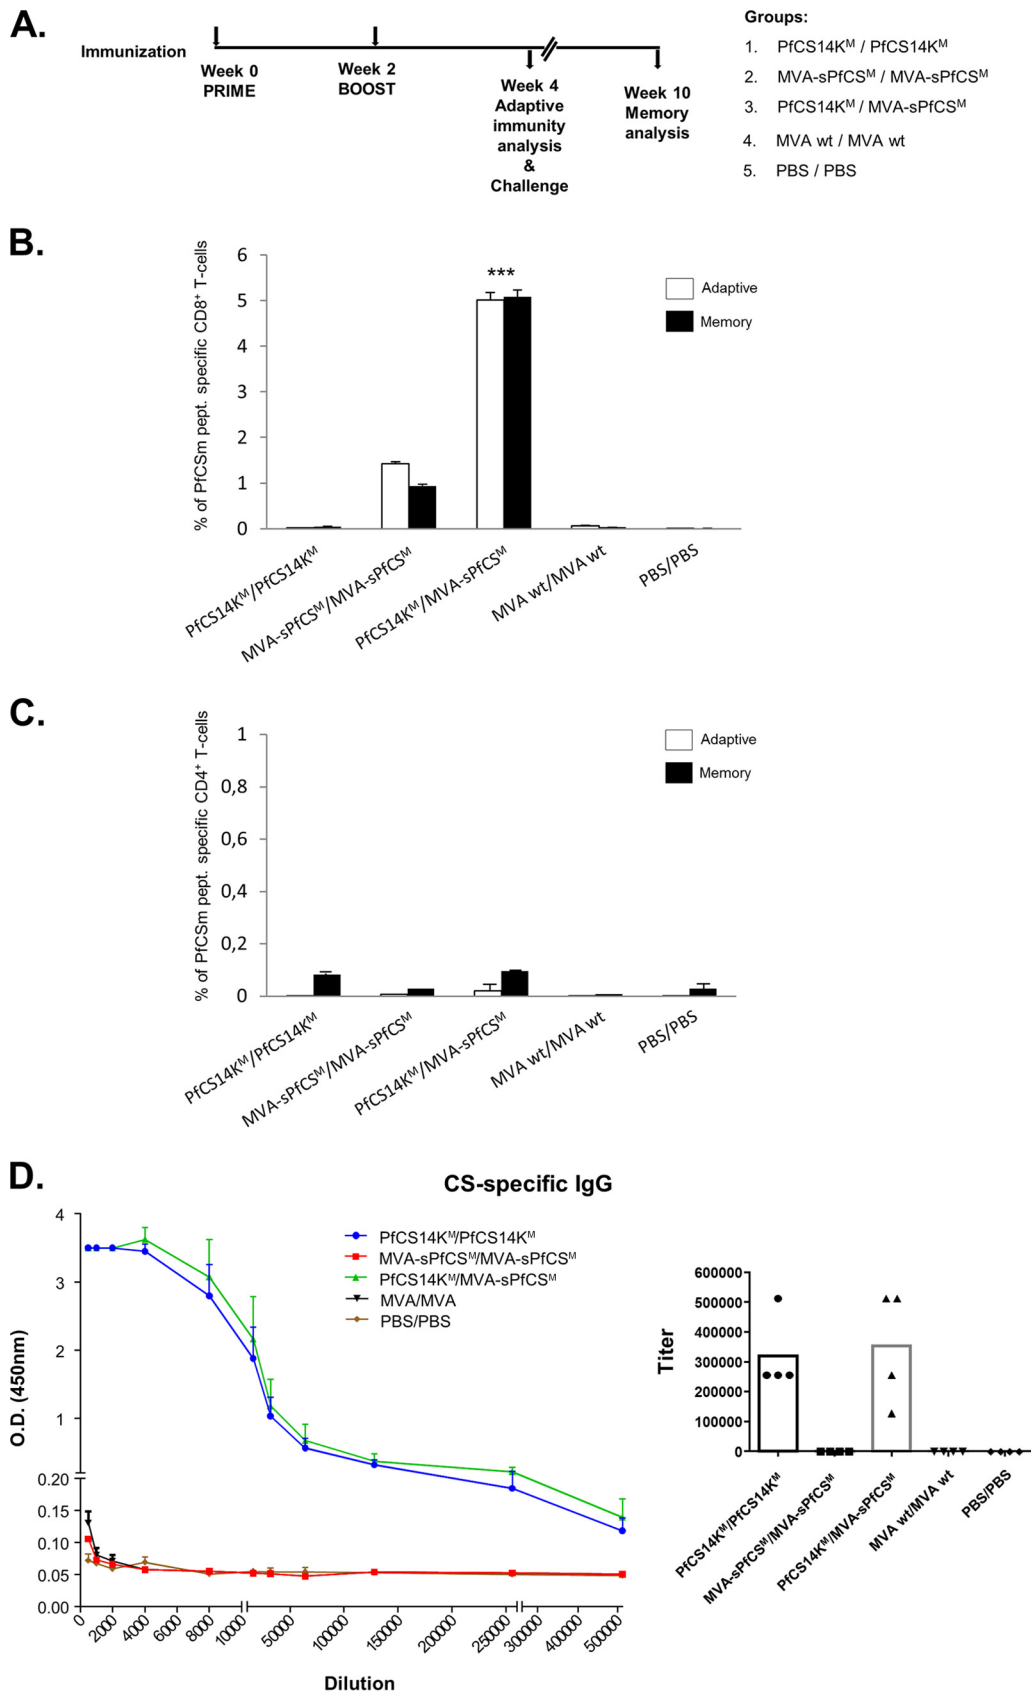 A.
Immunization
Week 0
PRIME
Week 2
BOOST
Week 4
Adaptive
immunity
analysis
&
Challenge
Week 10
Memory
analysis
Groups:
1. PfCS14Kᴹ / PfCS14Kᴹ
2. MVA-sPfCSᴹ / MVA-sPfCSᴹ
3. PfCS14Kᴹ / MVA-sPfCSᴹ
4. MVA wt / MVA wt
5. PBS / PBS
B.
% of PfCSm pept. specific CD8⁺ T-cells
6
5
4
3
2
1
0
***
Adaptive
Memory
PfCS14Kᴹ/PfCS14Kᴹ
MVA-sPfCSᴹ/MVA-sPfCSᴹ
PfCS14Kᴹ/MVA-sPfCSᴹ
MVA wt/MVA wt
PBS/PBS
C.
% of PfCSm pept. specific CD4⁺ T-cells
1
0,8
0,6
0,4
0,2
0
Adaptive
Memory
PfCS14Kᴹ/PfCS14Kᴹ
MVA-sPfCSᴹ/MVA-sPfCSᴹ
PfCS14Kᴹ/MVA-sPfCSᴹ
MVA wt/MVA wt
PBS/PBS
D.
CS-specific IgG
O.D. (450nm)
4
3
2
1
0.20
0.15
0.10
0.05
0.00
PfCS14Kᴹ/PfCS14Kᴹ
MVA-sPfCSᴹ/MVA-sPfCSᴹ
PfCS14Kᴹ/MVA-sPfCSᴹ
MVA/MVA
PBS/PBS
0
2000
4000
6000
8000
10000
50000
100000
150000
200000
250000
300000
400000
500000
Dilution
Titer
600000
500000
400000
300000
200000
100000
0
PfCS14Kᴹ/PfCS14Kᴹ
MVA-sPfCSᴹ/MVA-sPfCSᴹ
PfCS14Kᴹ/MVA-sPfCSᴹ
MVA wt/MVA wt
PBS/PBS